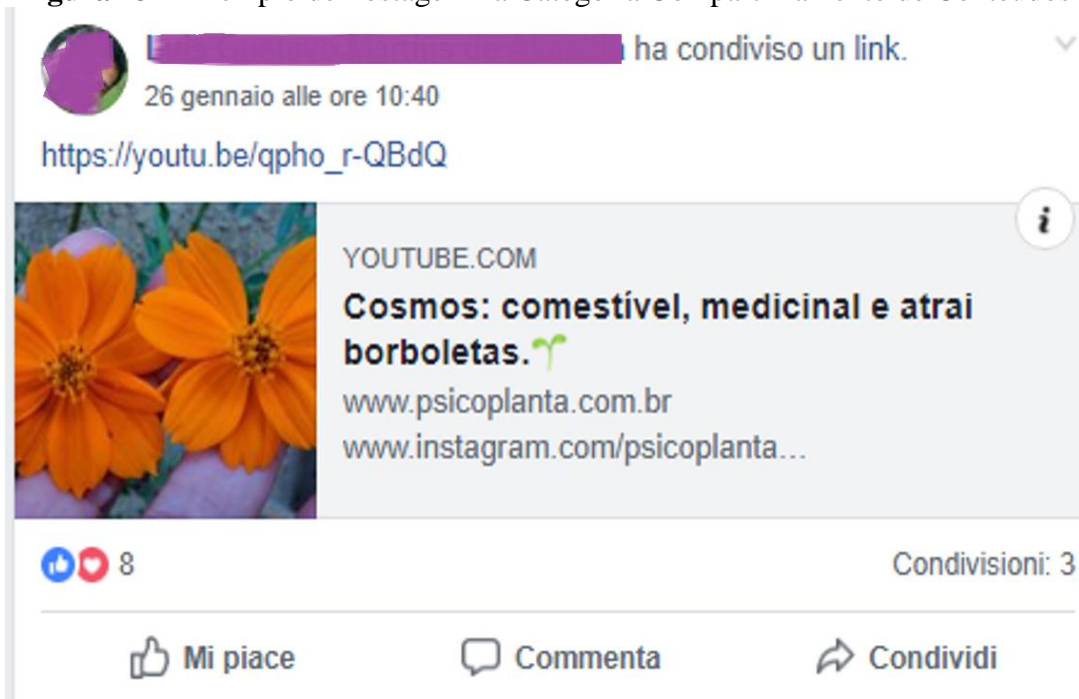 ha condiviso un link.
26 gennaio alle ore 10:40
https://youtu.be/qpho_r-QBdQ
YOUTUBE.COM
Cosmos: comestível, medicinal e atrai
borboletas.
www.psicoplanta.com.br
www.instagram.com/psicoplanta...
8
Condivisioni: 3
Mi piace
Commenta
Condividi